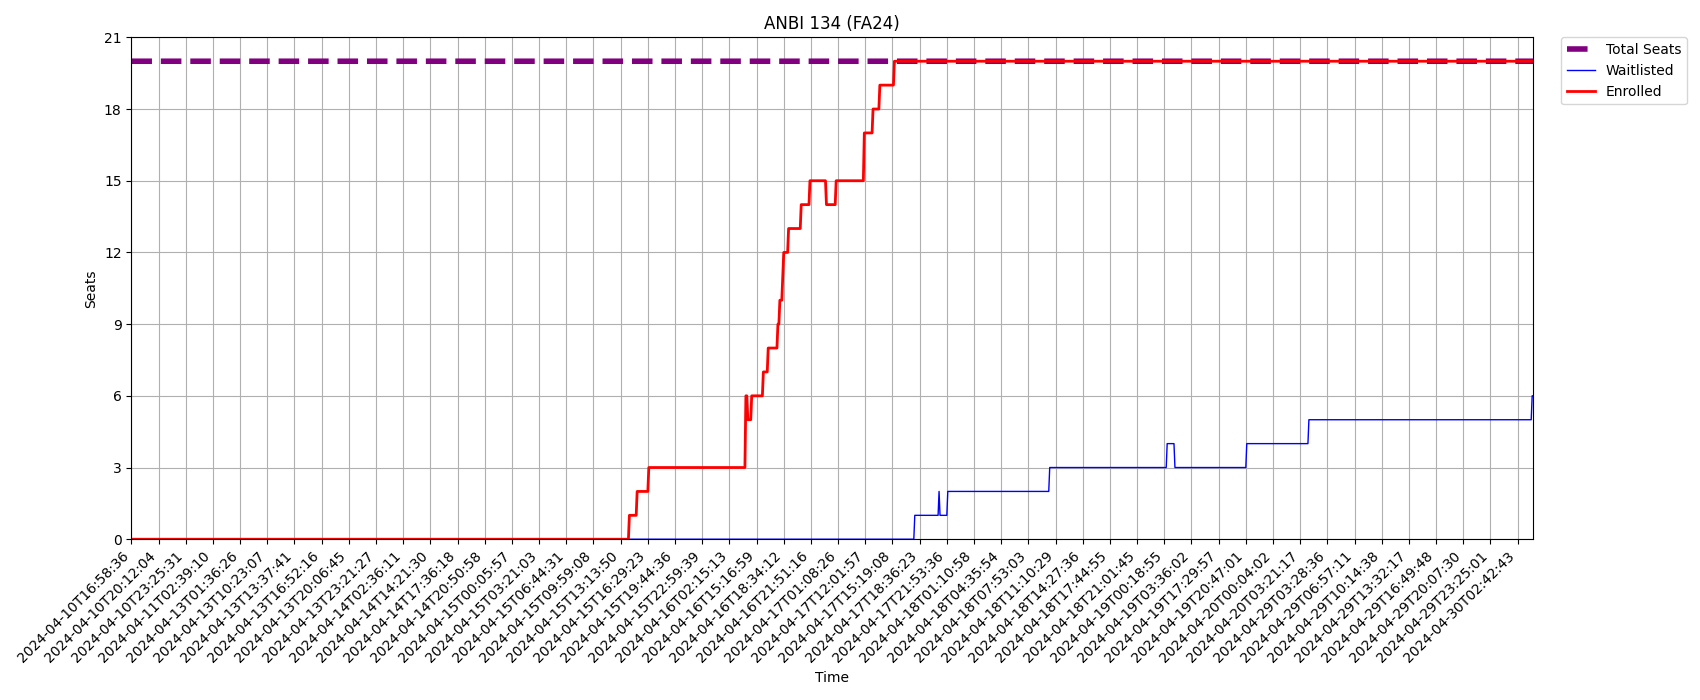 ANBI 134 (FA24)
Total Seats
Waitlisted
Enrolled
21
18
15
12
9
6
3
0
Seats
2024-04-10T16:58:36
2024-04-10T20:12:04
2024-04-10T23:25:31
2024-04-11T02:39:10
2024-04-13T01:36:26
2024-04-13T10:23:07
2024-04-13T13:37:41
2024-04-13T16:52:16
2024-04-13T20:06:45
2024-04-13T23:21:27
2024-04-14T02:36:11
2024-04-14T14:21:30
2024-04-14T17:36:18
2024-04-14T20:50:58
2024-04-15T00:05:57
2024-04-15T03:21:03
2024-04-15T06:44:31
2024-04-15T09:59:08
2024-04-15T13:13:50
2024-04-15T16:29:23
2024-04-15T19:44:36
2024-04-15T22:59:39
2024-04-16T02:15:13
2024-04-16T15:16:59
2024-04-16T18:34:12
2024-04-16T21:51:16
2024-04-17T01:08:26
2024-04-17T12:01:57
2024-04-17T15:19:08
2024-04-17T18:36:23
2024-04-17T21:53:36
2024-04-18T01:10:58
2024-04-18T04:35:54
2024-04-18T07:53:03
2024-04-18T11:10:29
2024-04-18T14:27:36
2024-04-18T17:44:55
2024-04-18T21:01:45
2024-04-19T00:18:55
2024-04-19T03:36:02
2024-04-19T17:29:57
2024-04-19T20:47:01
2024-04-20T00:04:02
2024-04-20T03:21:17
2024-04-29T03:28:36
2024-04-29T06:57:11
2024-04-29T10:14:38
2024-04-29T13:32:17
2024-04-29T16:49:48
2024-04-29T20:07:30
2024-04-29T23:25:01
2024-04-30T02:42:43
Time